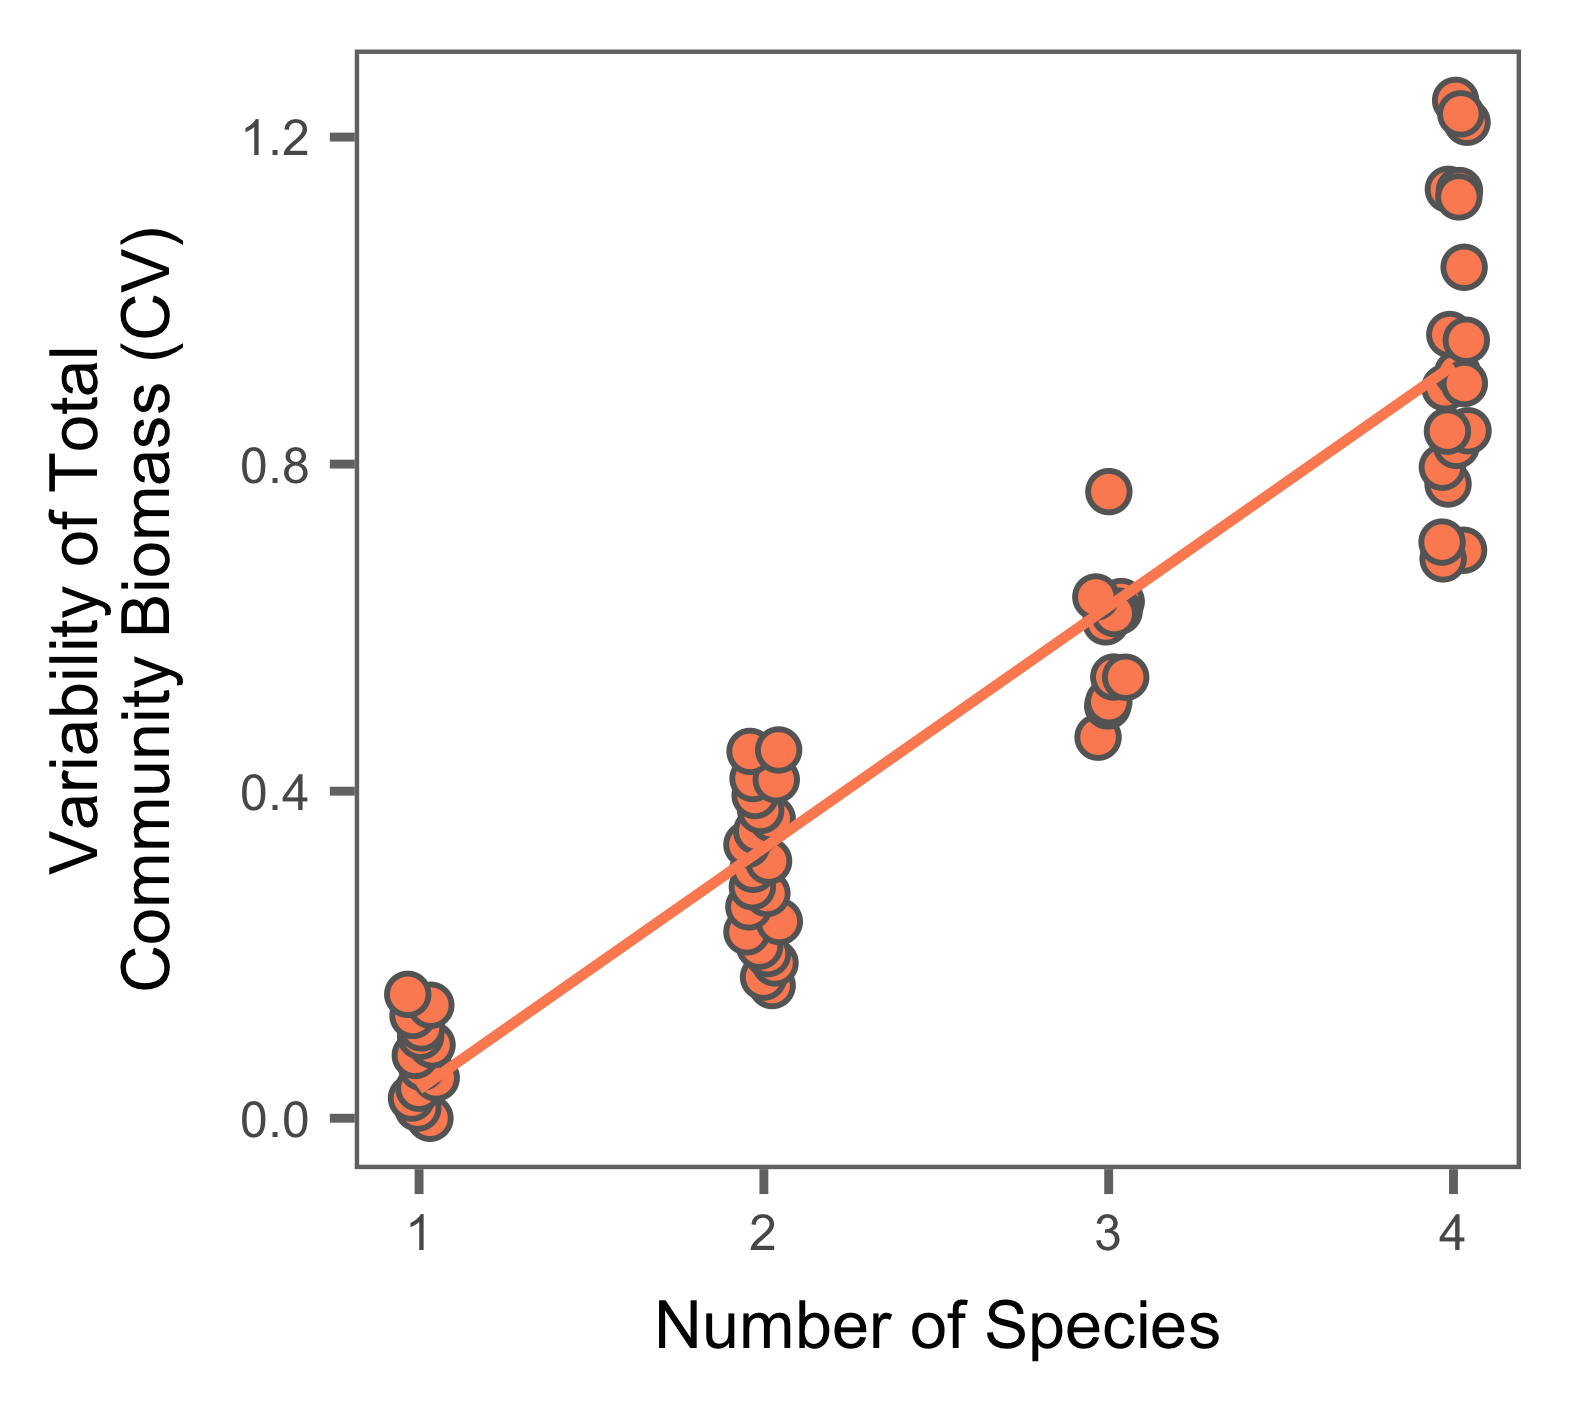 Variability of Total
Community Biomass (CV)
1.2
0.8
0.4
0.0
1 2 3 4
Number of Species